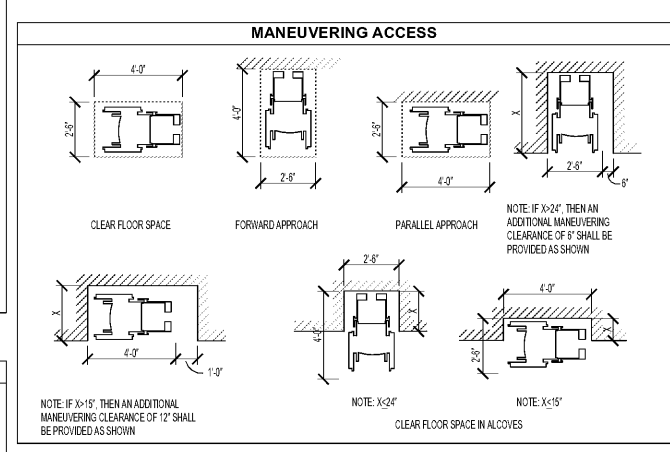 MANEUVERING ACCESS
4'-0"
2'-6"
CLEAR FLOOR SPACE
4'-0"
2'-6"
FORWARD APPROACH
2'-6"
4'-0"
PARALLEL APPROACH
X
2'-6"
6"
NOTE: IF X>24", THEN AN
ADDITIONAL MANEUVERING
CLEARANCE OF 6" SHALL BE
PROVIDED AS SHOWN
X
4'-0"
1'-0"
NOTE: IF X>15", THEN AN ADDITIONAL
MANEUVERING CLEARANCE OF 12" SHALL
BE PROVIDED AS SHOWN
2'-6"
4'-0"
X
NOTE: X≤24"
4'-0"
2'-6"
X
NOTE: X≤15"
CLEAR FLOOR SPACE IN ALCOVES